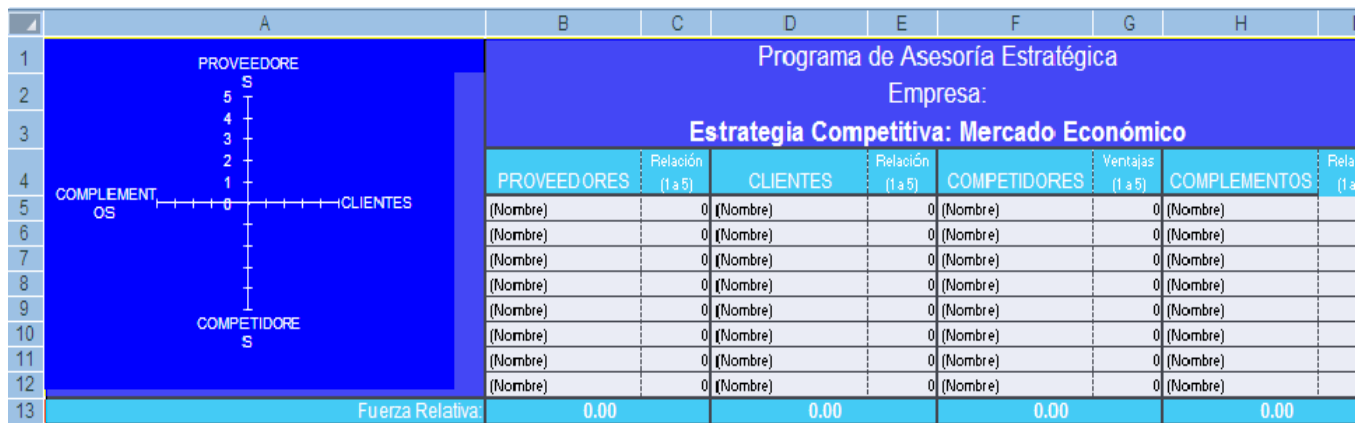 A B C D E F G H
1 PROVEEDORE
S
5
4
3
2
1
0
COMPLEMENT
OS
CLIENTES
COMPETIDORE
S
Programa de Asesoría Estratégica
2 Empresa:
3 Estrategia Competitiva: Mercado Económico
4 PROVEEDORES Relación (1 a 5) CLIENTES Relación (1 a 5) COMPETIDORES Ventajas (1 a 5) COMPLEMENTOS
5 (Nombre) 0 (Nombre) 0 (Nombre) 0 (Nombre)
6 (Nombre) 0 (Nombre) 0 (Nombre) 0 (Nombre)
7 (Nombre) 0 (Nombre) 0 (Nombre) 0 (Nombre)
8 (Nombre) 0 (Nombre) 0 (Nombre) 0 (Nombre)
9 (Nombre) 0 (Nombre) 0 (Nombre) 0 (Nombre)
10 (Nombre) 0 (Nombre) 0 (Nombre) 0 (Nombre)
11 (Nombre) 0 (Nombre) 0 (Nombre) 0 (Nombre)
12 (Nombre) 0 (Nombre) 0 (Nombre) 0 (Nombre)
13 Fuerza Relativa: 0.00 0.00 0.00 0.00